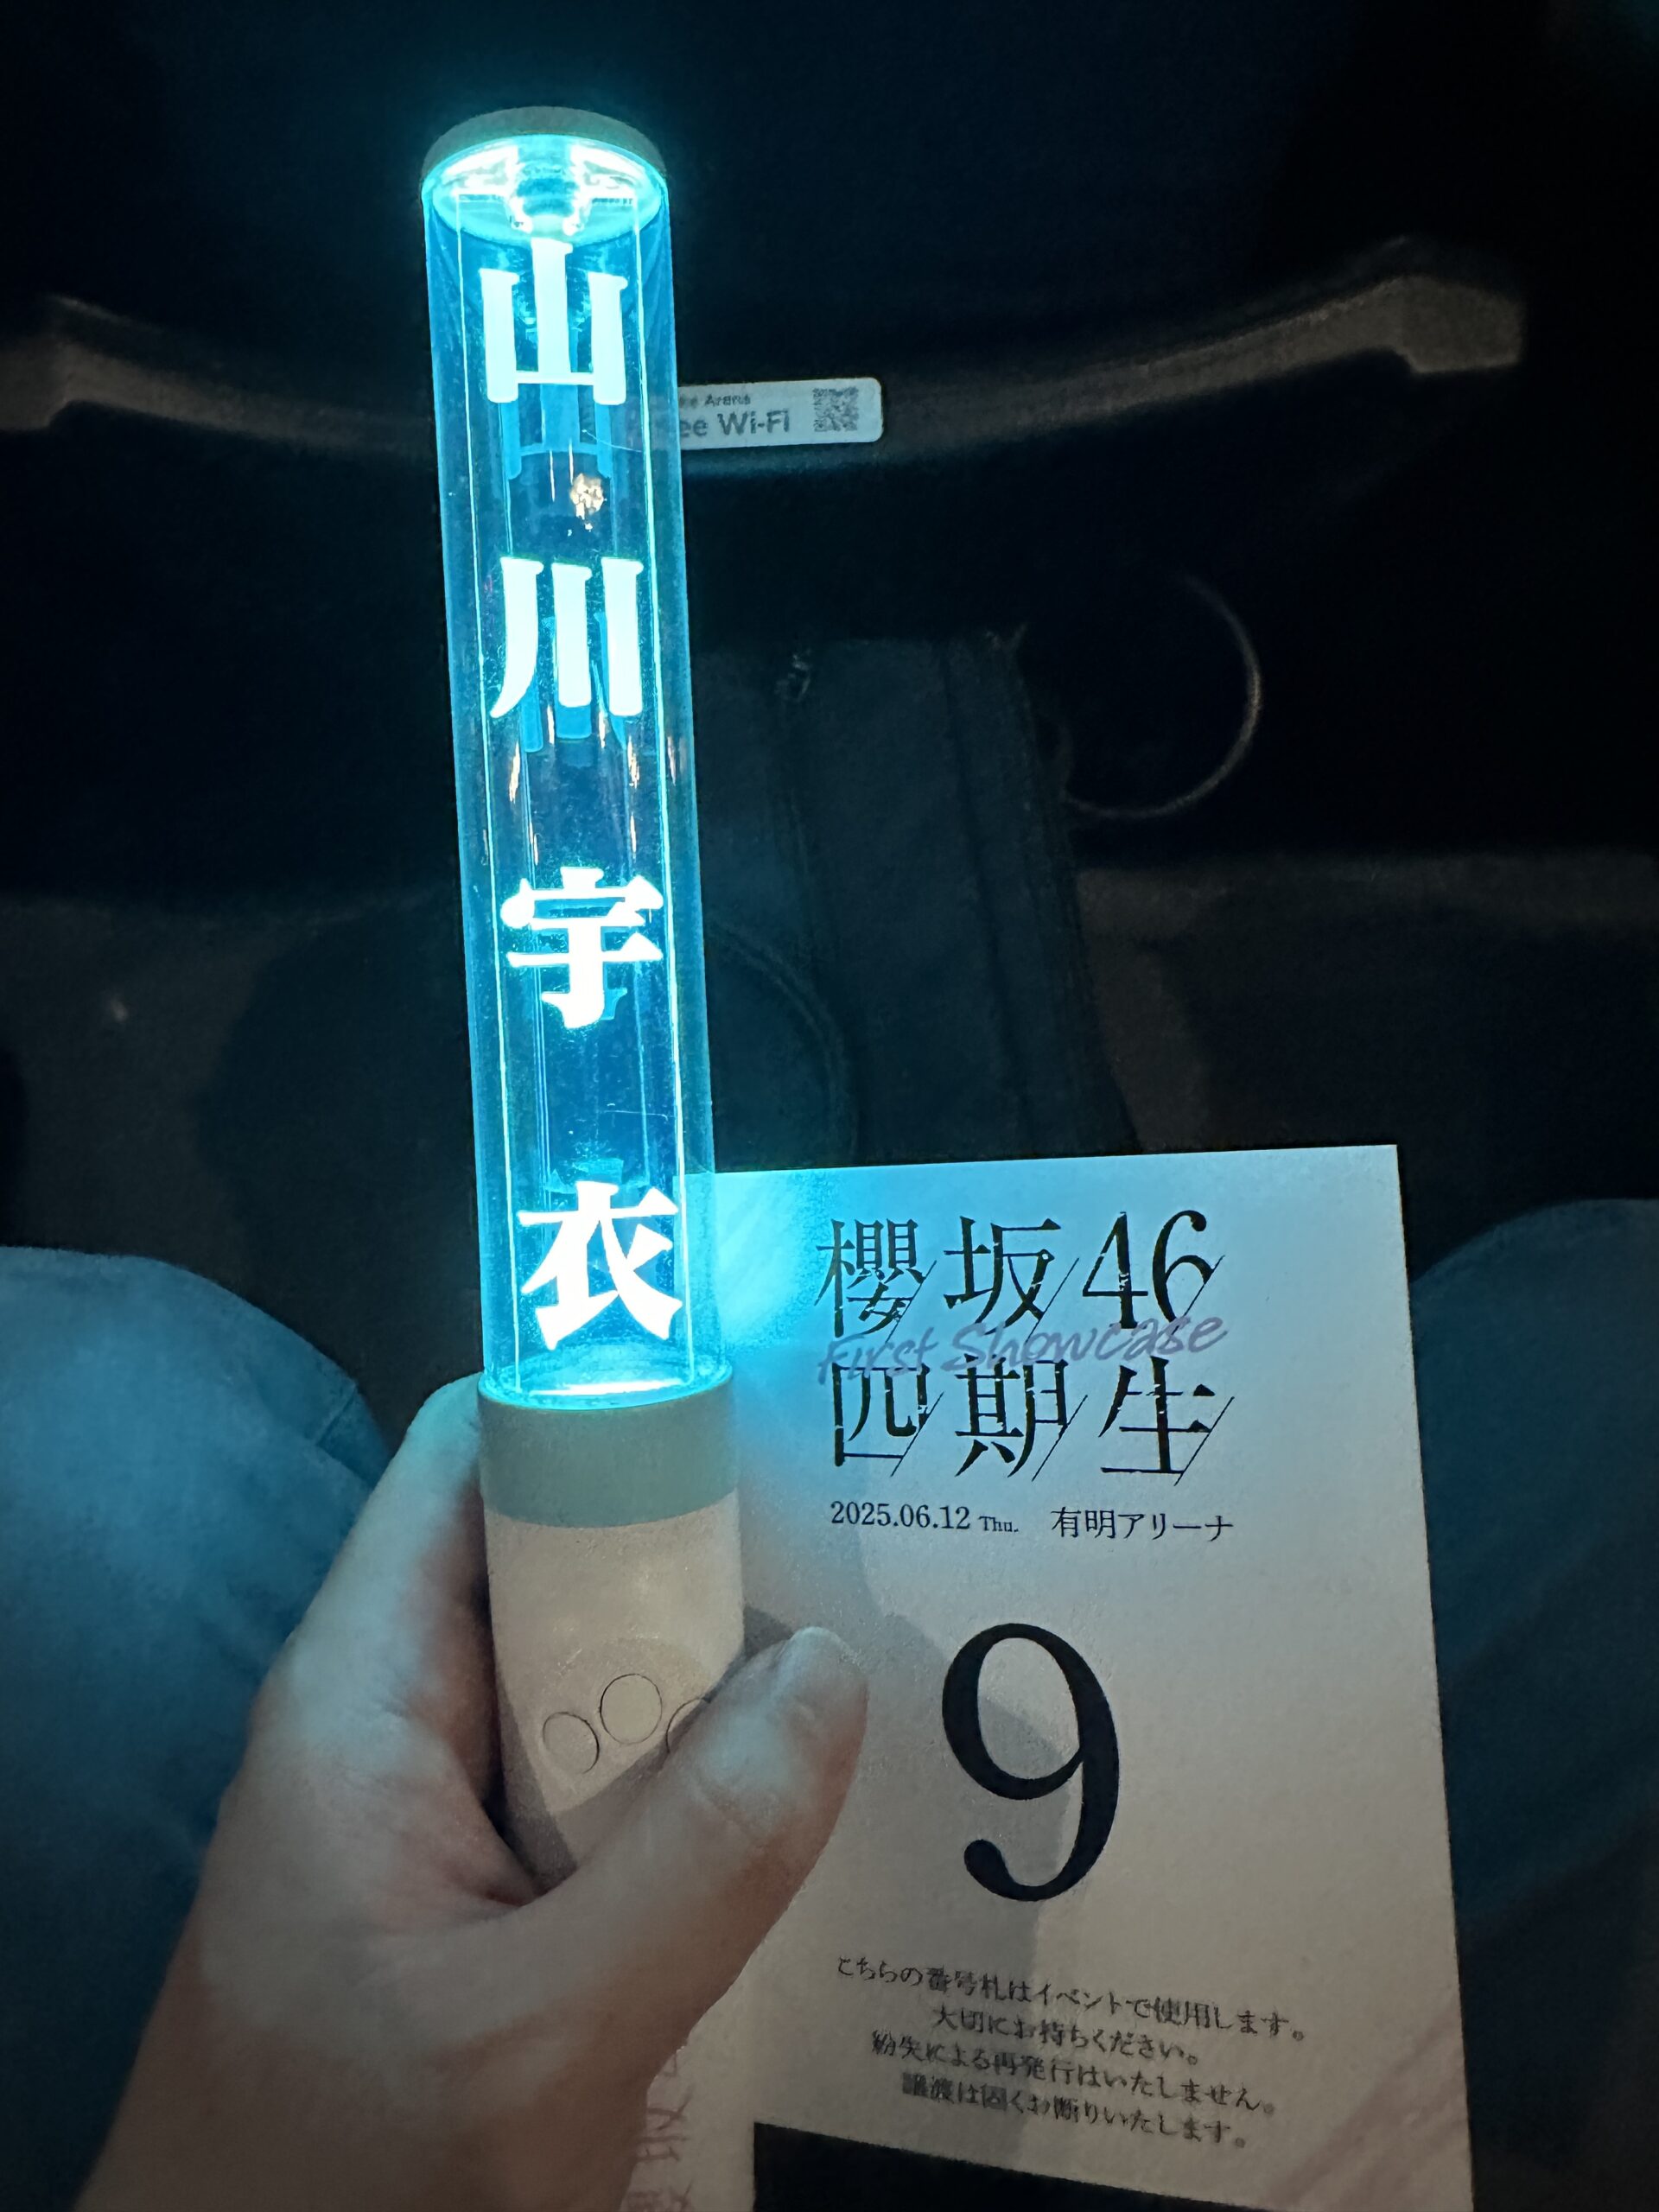 山川宇衣
Arena
ee Wi-Fi
櫻坂46
First Showcase
四期生
2025.06.12 Thu. 有明アリーナ
9
こちらの番号札はイベントで使用します。
大切にお持ちください。
紛失による再発行はいたしません。
譲渡は固くお断りいたします。